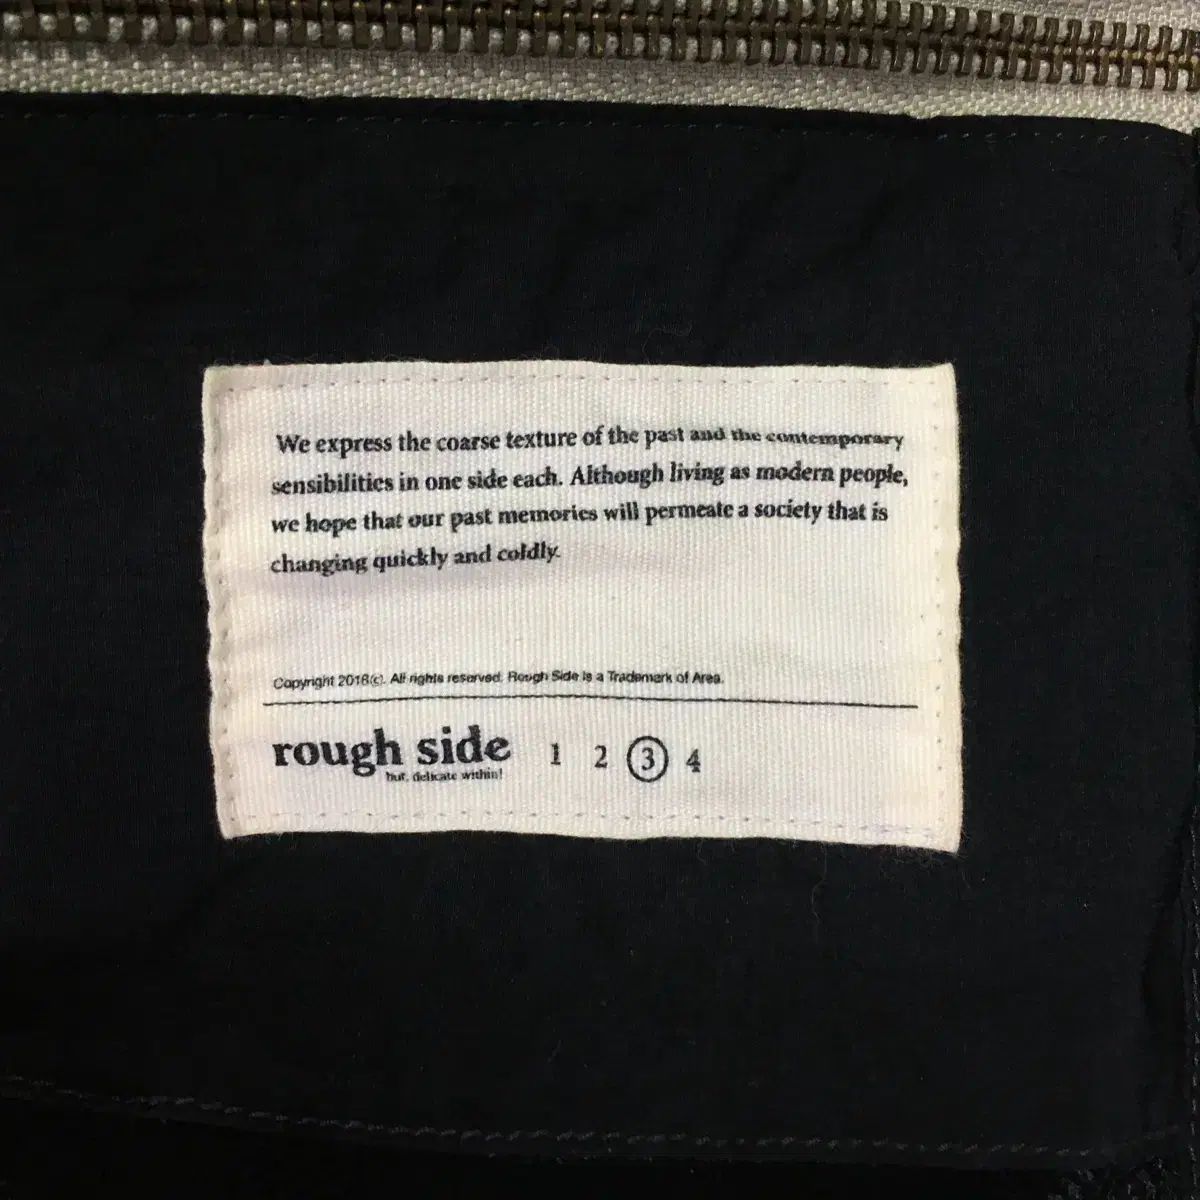 We express the coarse texture of the past and the contemporary
sensibilities in one side each. Although living as modern people,
we hope that our past memories will permeate a society that is
changing quickly and coldly.
Copyright 2018(c). All rights reserved. Rough Side is a Trademark of Area.
rough side 1 2 3 4
but, delicate within!